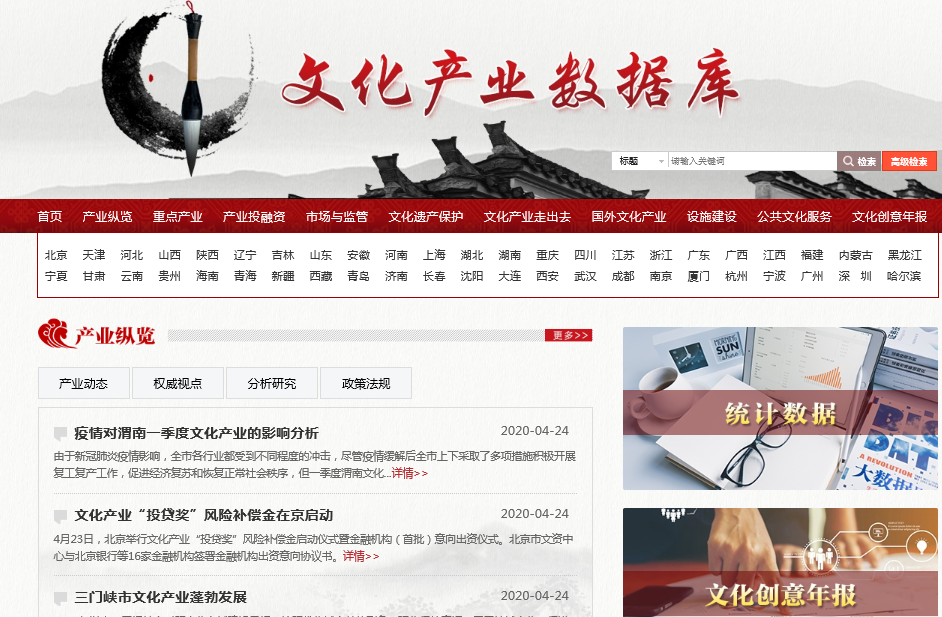 文化产业数据库
标题 请输入关键词 检索 高级检索
首页 产业纵览 重点产业 产业投融资 市场与监管 文化遗产保护 文化产业走出去 国外文化产业 设施建设 公共文化服务 文化创意年报
北京 天津 河北 山西 陕西 辽宁 吉林 山东 安徽 河南 上海 湖北 湖南 重庆 四川 江苏 浙江 广东 广西 江西 福建 内蒙古 黑龙江
宁夏 甘肃 云南 贵州 海南 青海 新疆 西藏 青岛 济南 长春 沈阳 大连 西安 武汉 成都 南京 厦门 杭州 宁波 广州 深 圳 哈尔滨
产业纵览 更多>>
产业动态 权威视点 分析研究 政策法规
疫情对渭南一季度文化产业的影响分析 2020-04-24
由于新冠肺炎疫情影响，全市各行业都受到不同程度的冲击，尽管疫情缓解后全市上下采取了多项措施积极开展
复工复产工作，促进经济复苏和恢复正常社会秩序，但一季度渭南文化...详情>>
文化产业“投贷奖”风险补偿金在京启动 2020-04-24
4月23日，北京举行文化产业“投贷奖”风险补偿金启动仪式暨金融机构（首批）意向出资仪式。北京市文资中
心与北京银行等16家金融机构签署金融机构出资意向协议书。详情>>
三门峡市文化产业蓬勃发展 2020-04-24
MORNING
SUN
统计数据
A REVOLUTION
大数据
文化创意年报